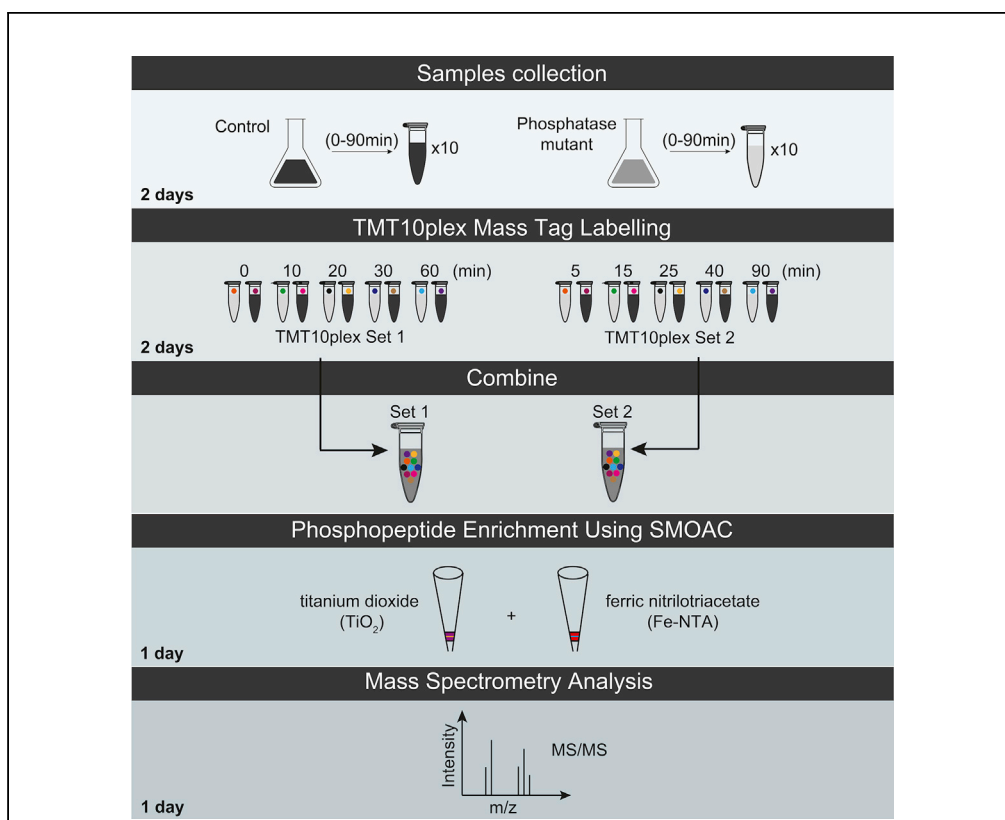 Samples collection
Control
(0-90min)
x10
Phosphatase
mutant
(0-90min)
x10
2 days
TMT10plex Mass Tag Labelling
0 10 20 30 60 (min)
5 15 25 40 90 (min)
TMT10plex Set 1
TMT10plex Set 2
2 days
Combine
Set 1
Set 2
Phosphopeptide Enrichment Using SMOAC
titanium dioxide
(TiO₂)
+
ferric nitrilotriacetate
(Fe-NTA)
1 day
Mass Spectrometry Analysis
Intensity
MS/MS
m/z
1 day